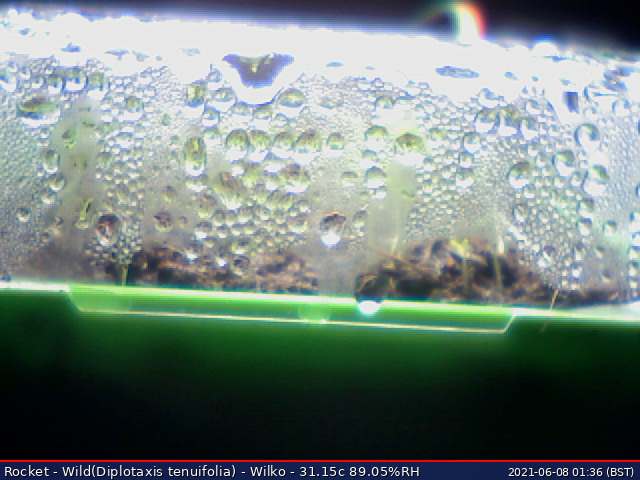 Rocket - Wild(Diplotaxis tenuifolia) - Wilko - 31.15c 89.05%RH
2021-06-08 01:36 (BST)